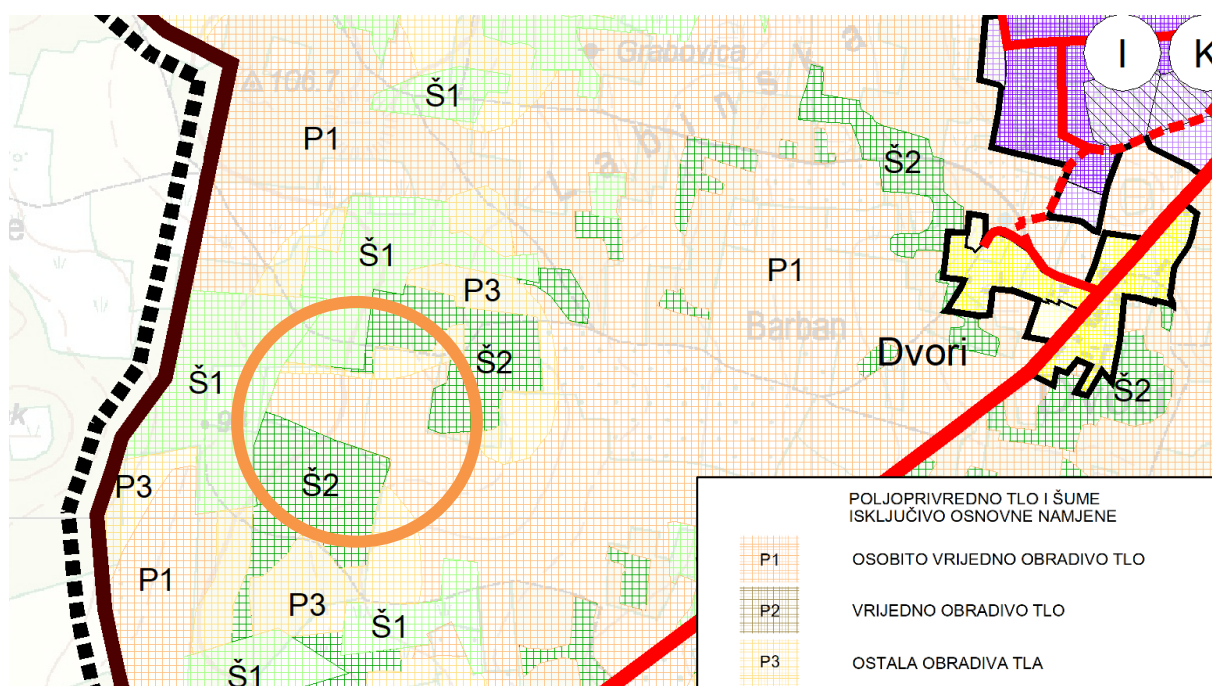 I
K
Grabovica
106.7
Labinska
Š1
P1
Š2
Š1
P1
P3
Barban
Š2
Dvori
Š1
Š2
9
Š2
P3
P1
P3
Š1
Š1
POLJOPRIVREDNO TLO I ŠUME
ISKLJUČIVO OSNOVNE NAMJENE
P1 OSOBITO VRIJEDNO OBRADIVO TLO
P2 VRIJEDNO OBRADIVO TLO
P3 OSTALA OBRADIVA TLA